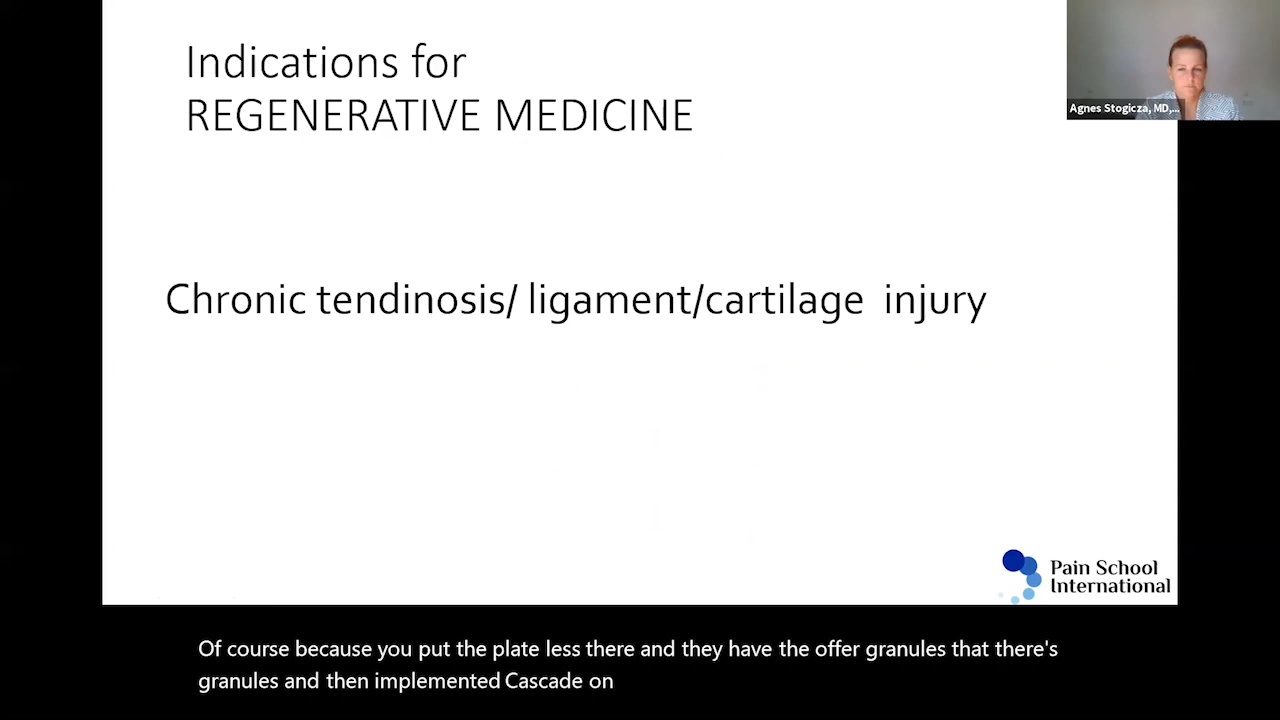 Indications for
REGENERATIVE MEDICINE
Agnes Stogicza, MD,...
Chronic tendinosis/ ligament/cartilage injury
Pain School
International
Of course because you put the plate less there and they have the offer granules that there's
granules and then implemented Cascade on